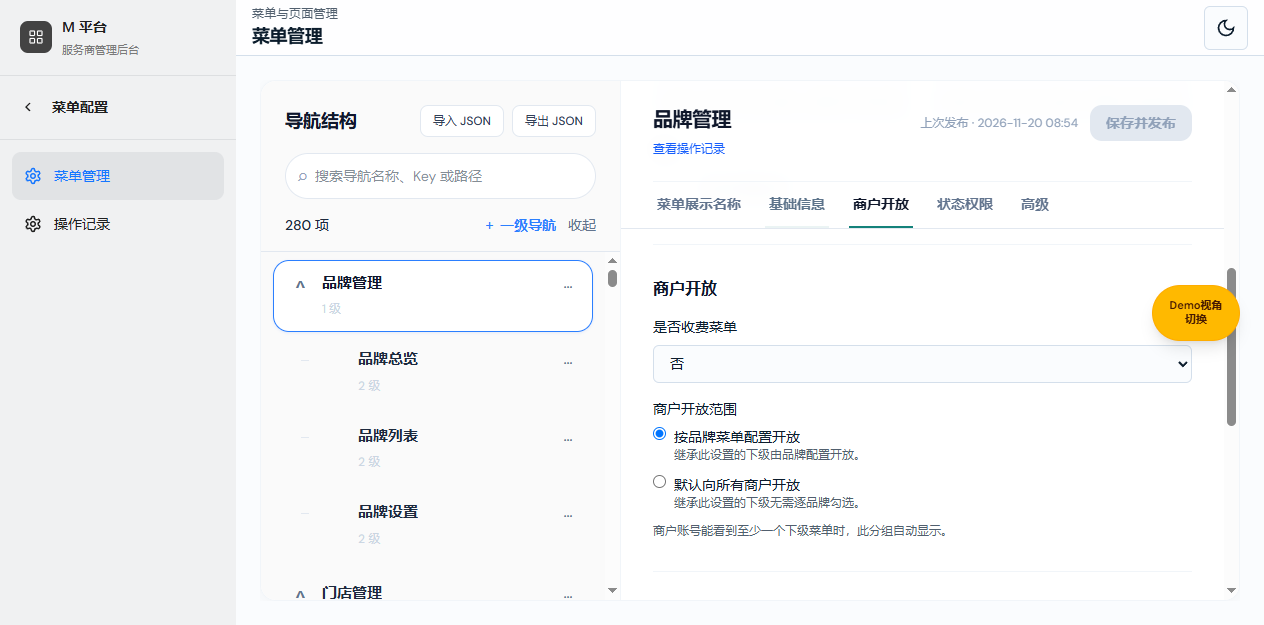 M 平台
服务商管理后台
菜单配置
菜单管理
操作记录
菜单与页面管理
菜单管理
导航结构
导入 JSON
导出 JSON
搜索导航名称、Key 或路径
280 项
+ 一级导航
收起
品牌管理
...
1 级
品牌总览
...
2 级
品牌列表
...
2 级
品牌设置
...
2 级
门店管理
...
品牌管理
查看操作记录
上次发布 · 2026-11-20 08:54
保存并发布
菜单展示名称
基础信息
商户开放
状态权限
高级
商户开放
是否收费菜单
否
商户开放范围
按品牌菜单配置开放
继承此设置的下级由品牌配置开放。
默认向所有商户开放
继承此设置的下级无需逐品牌勾选。
商户账号能看到至少一个下级菜单时，此分组自动显示。
Demo视角
切换